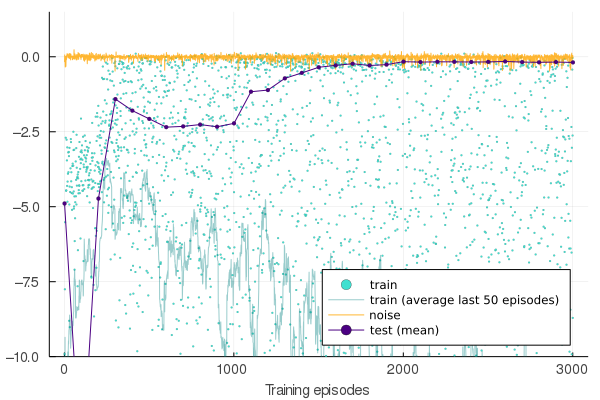 0.0
−2.5
−5.0
−7.5
−10.0
train
train (average last 50 episodes)
noise
test (mean)
0 1000 2000 3000
Training episodes